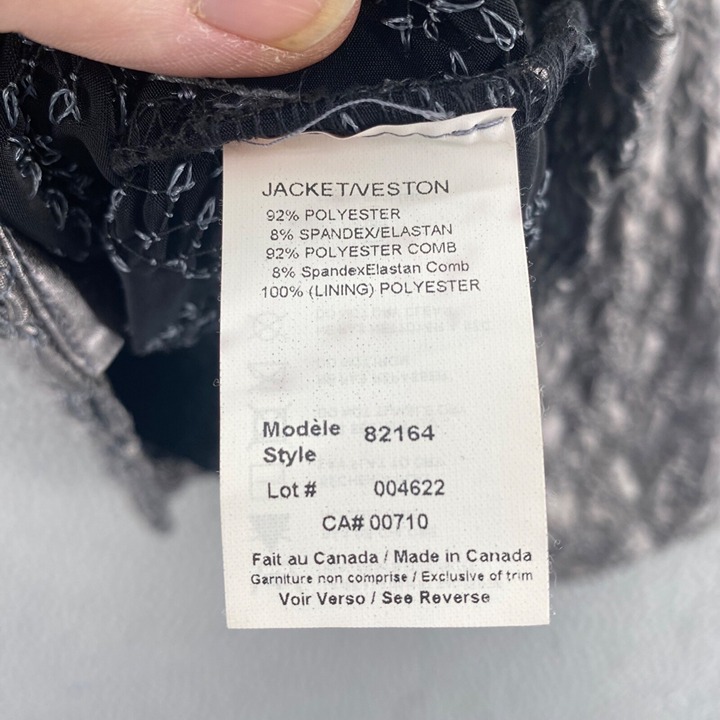 JACKET/VESTON
92% POLYESTER
8% SPANDEX/ELASTAN
92% POLYESTER COMB
8% SpandexElastan Comb
100% (LINING) POLYESTER
Modèle 82164
Style
Lot # 004622
CA# 00710
Fait au Canada / Made in Canada
Garniture non comprise / Exclusive of trim
Voir Verso / See Reverse